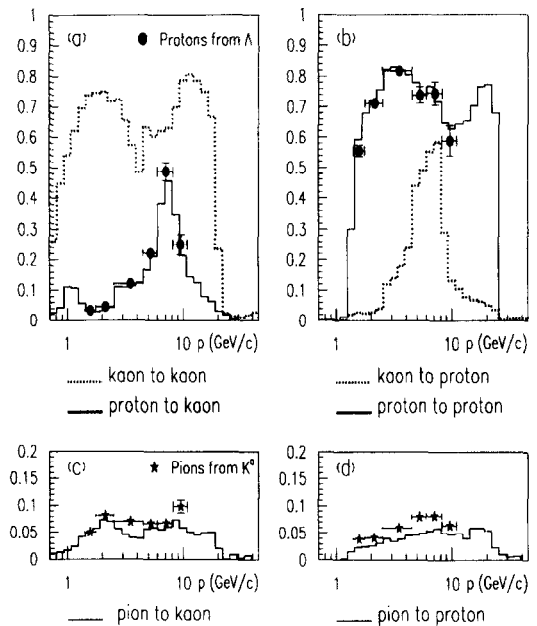 1
0.9
0.8
0.7
0.6
0.5
0.4
0.3
0.2
0.1
0
(a)
Protons from Λ
1
10 p (GeV/c)
kaon to kaon
proton to kaon
1
0.9
0.8
0.7
0.6
0.5
0.4
0.3
0.2
0.1
0
(b)
1
10 p (GeV/c)
kaon to proton
proton to proton
0.2
0.15
0.1
0.05
0
(c)
Pions from K⁰
1
10 p (GeV/c)
pion to kaon
0.2
0.15
0.1
0.05
0
(d)
1
10 p (GeV/c)
pion to proton